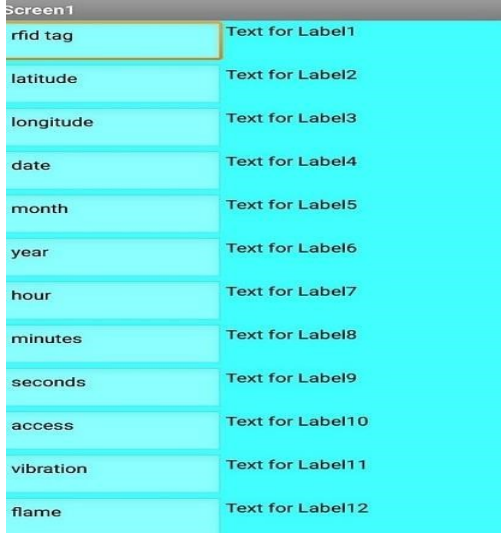 Screen1
rfid tag Text for Label1
latitude Text for Label2
longitude Text for Label3
date Text for Label4
month Text for Label5
year Text for Label6
hour Text for Label7
minutes Text for Label8
seconds Text for Label9
access Text for Label10
vibration Text for Label11
flame Text for Label12